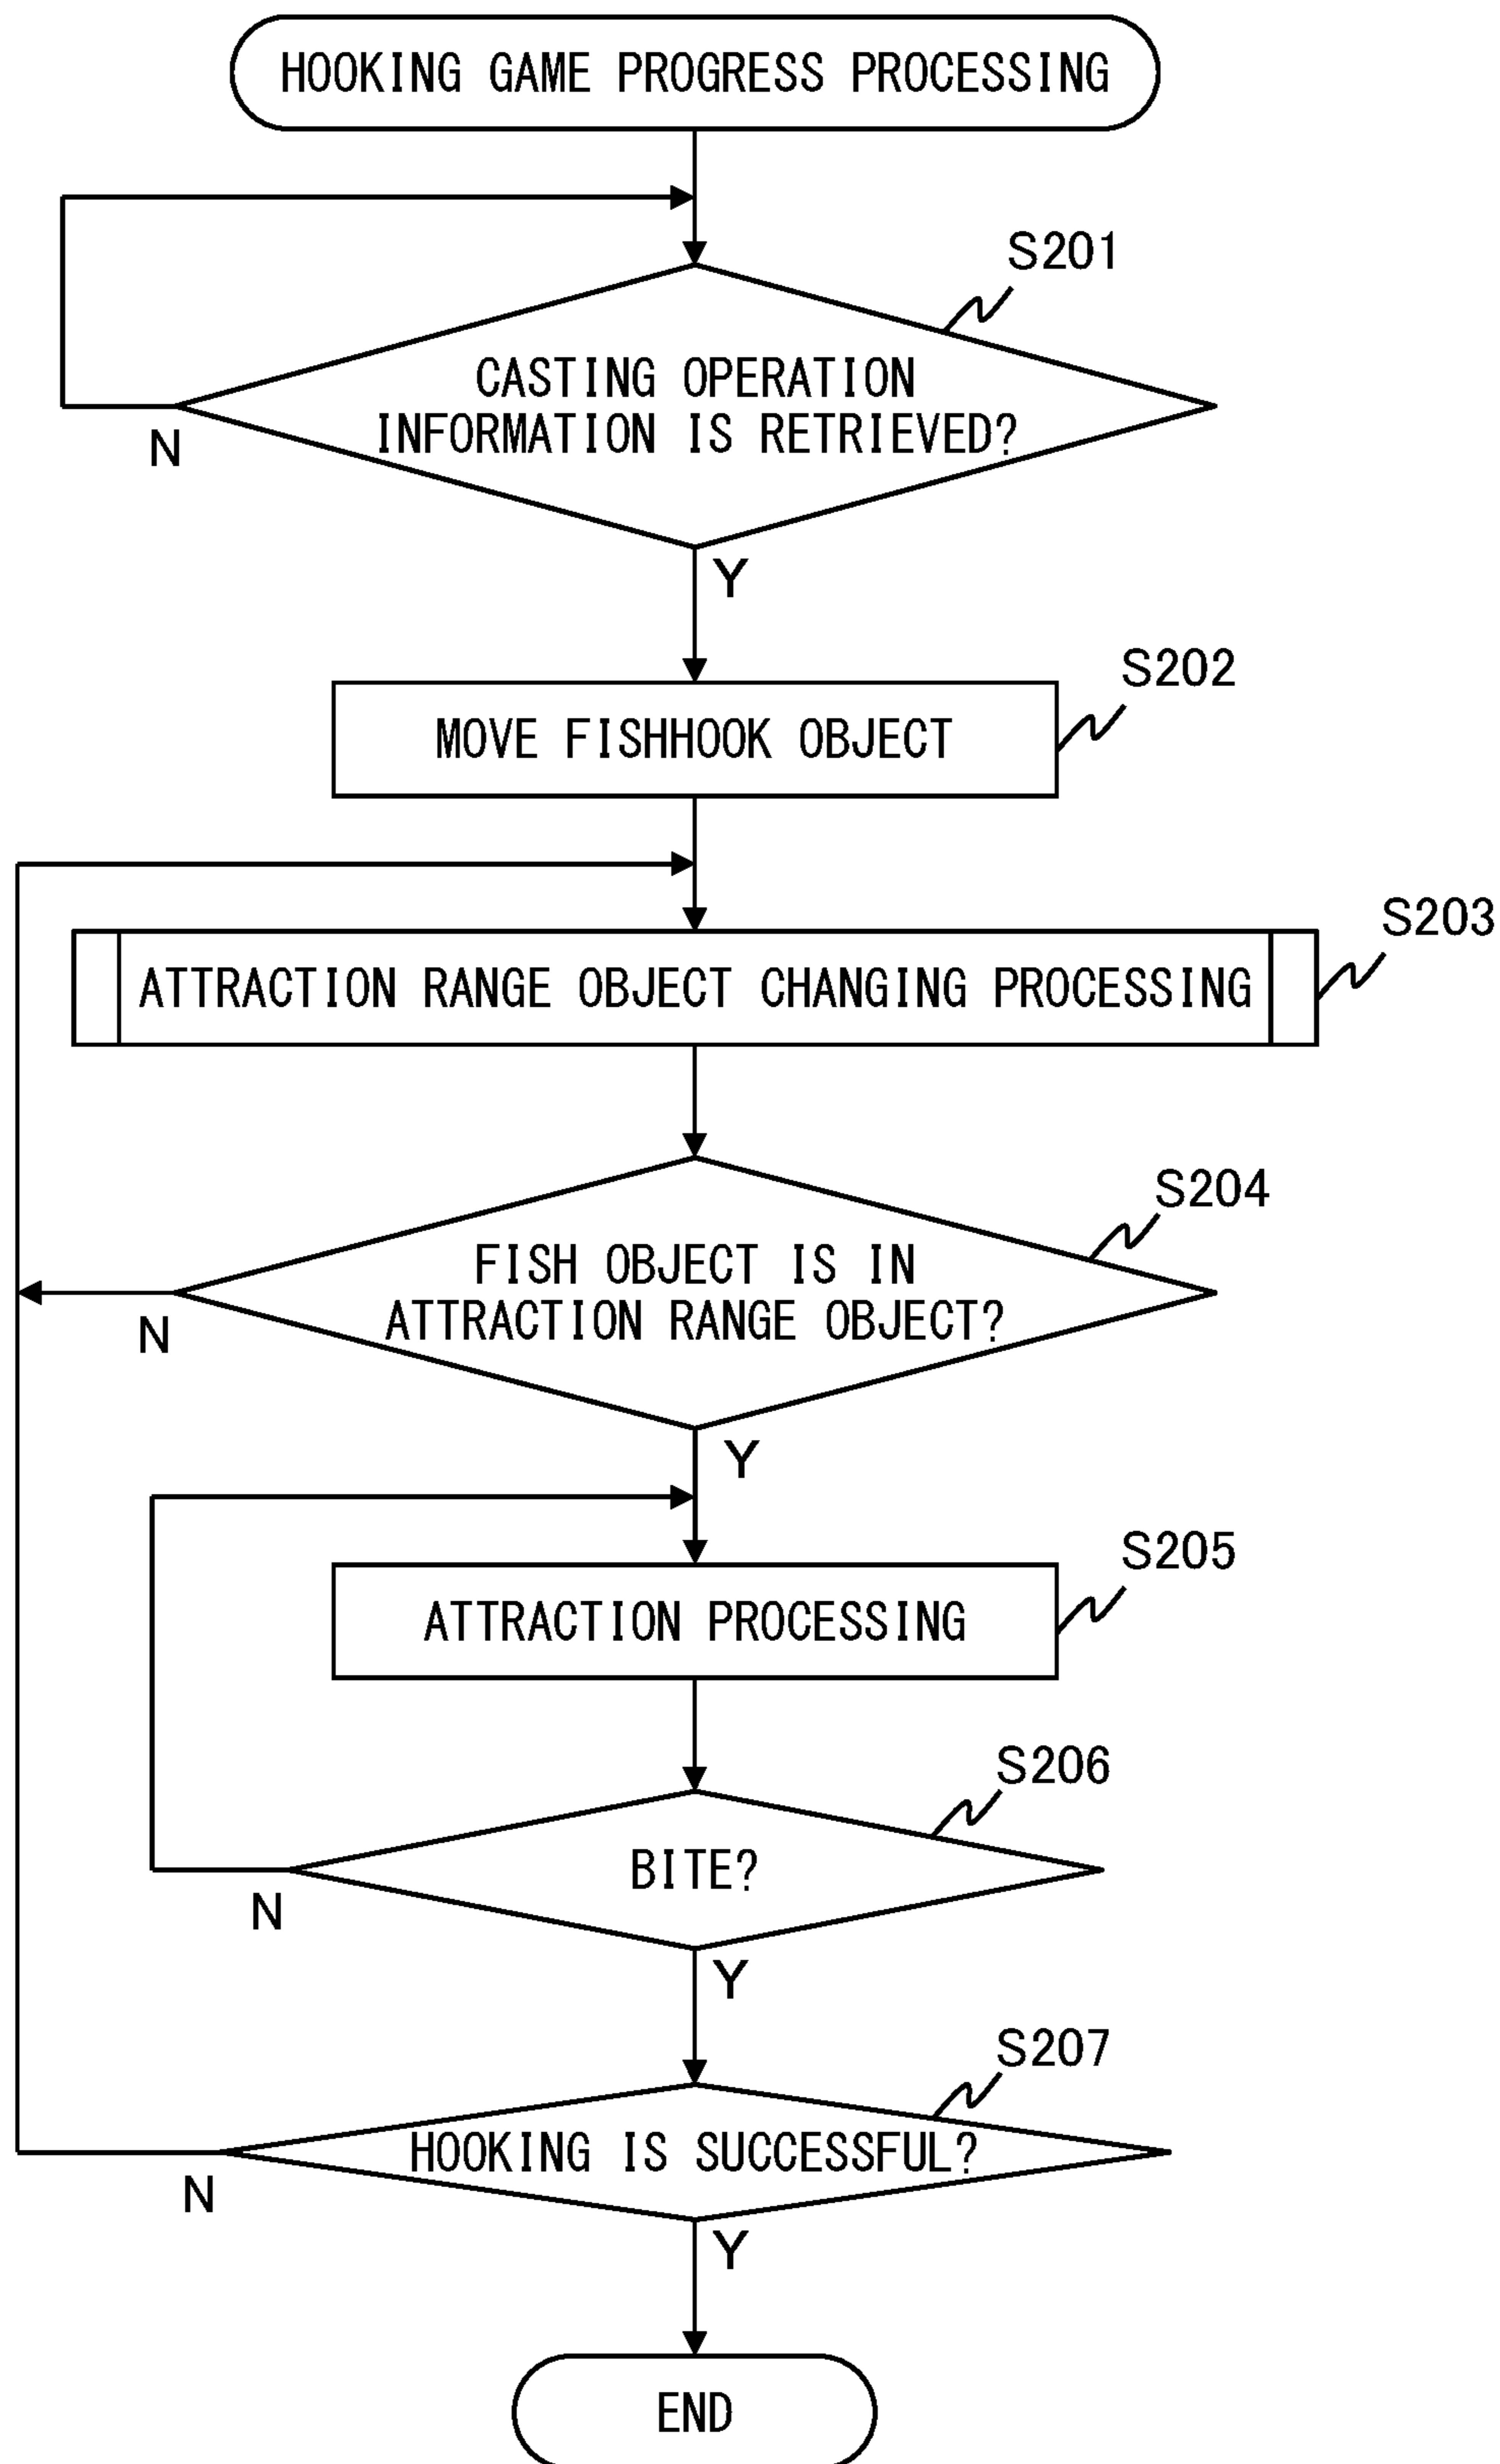 HOOKING GAME PROGRESS PROCESSING
S201
CASTING OPERATION
INFORMATION IS RETRIEVED?
N
Y
S202
MOVE FISHHOOK OBJECT
S203
ATTRACTION RANGE OBJECT CHANGING PROCESSING
S204
FISH OBJECT IS IN
ATTRACTION RANGE OBJECT?
N
Y
S205
ATTRACTION PROCESSING
S206
BITE?
N
Y
S207
HOOKING IS SUCCESSFUL?
N
Y
END